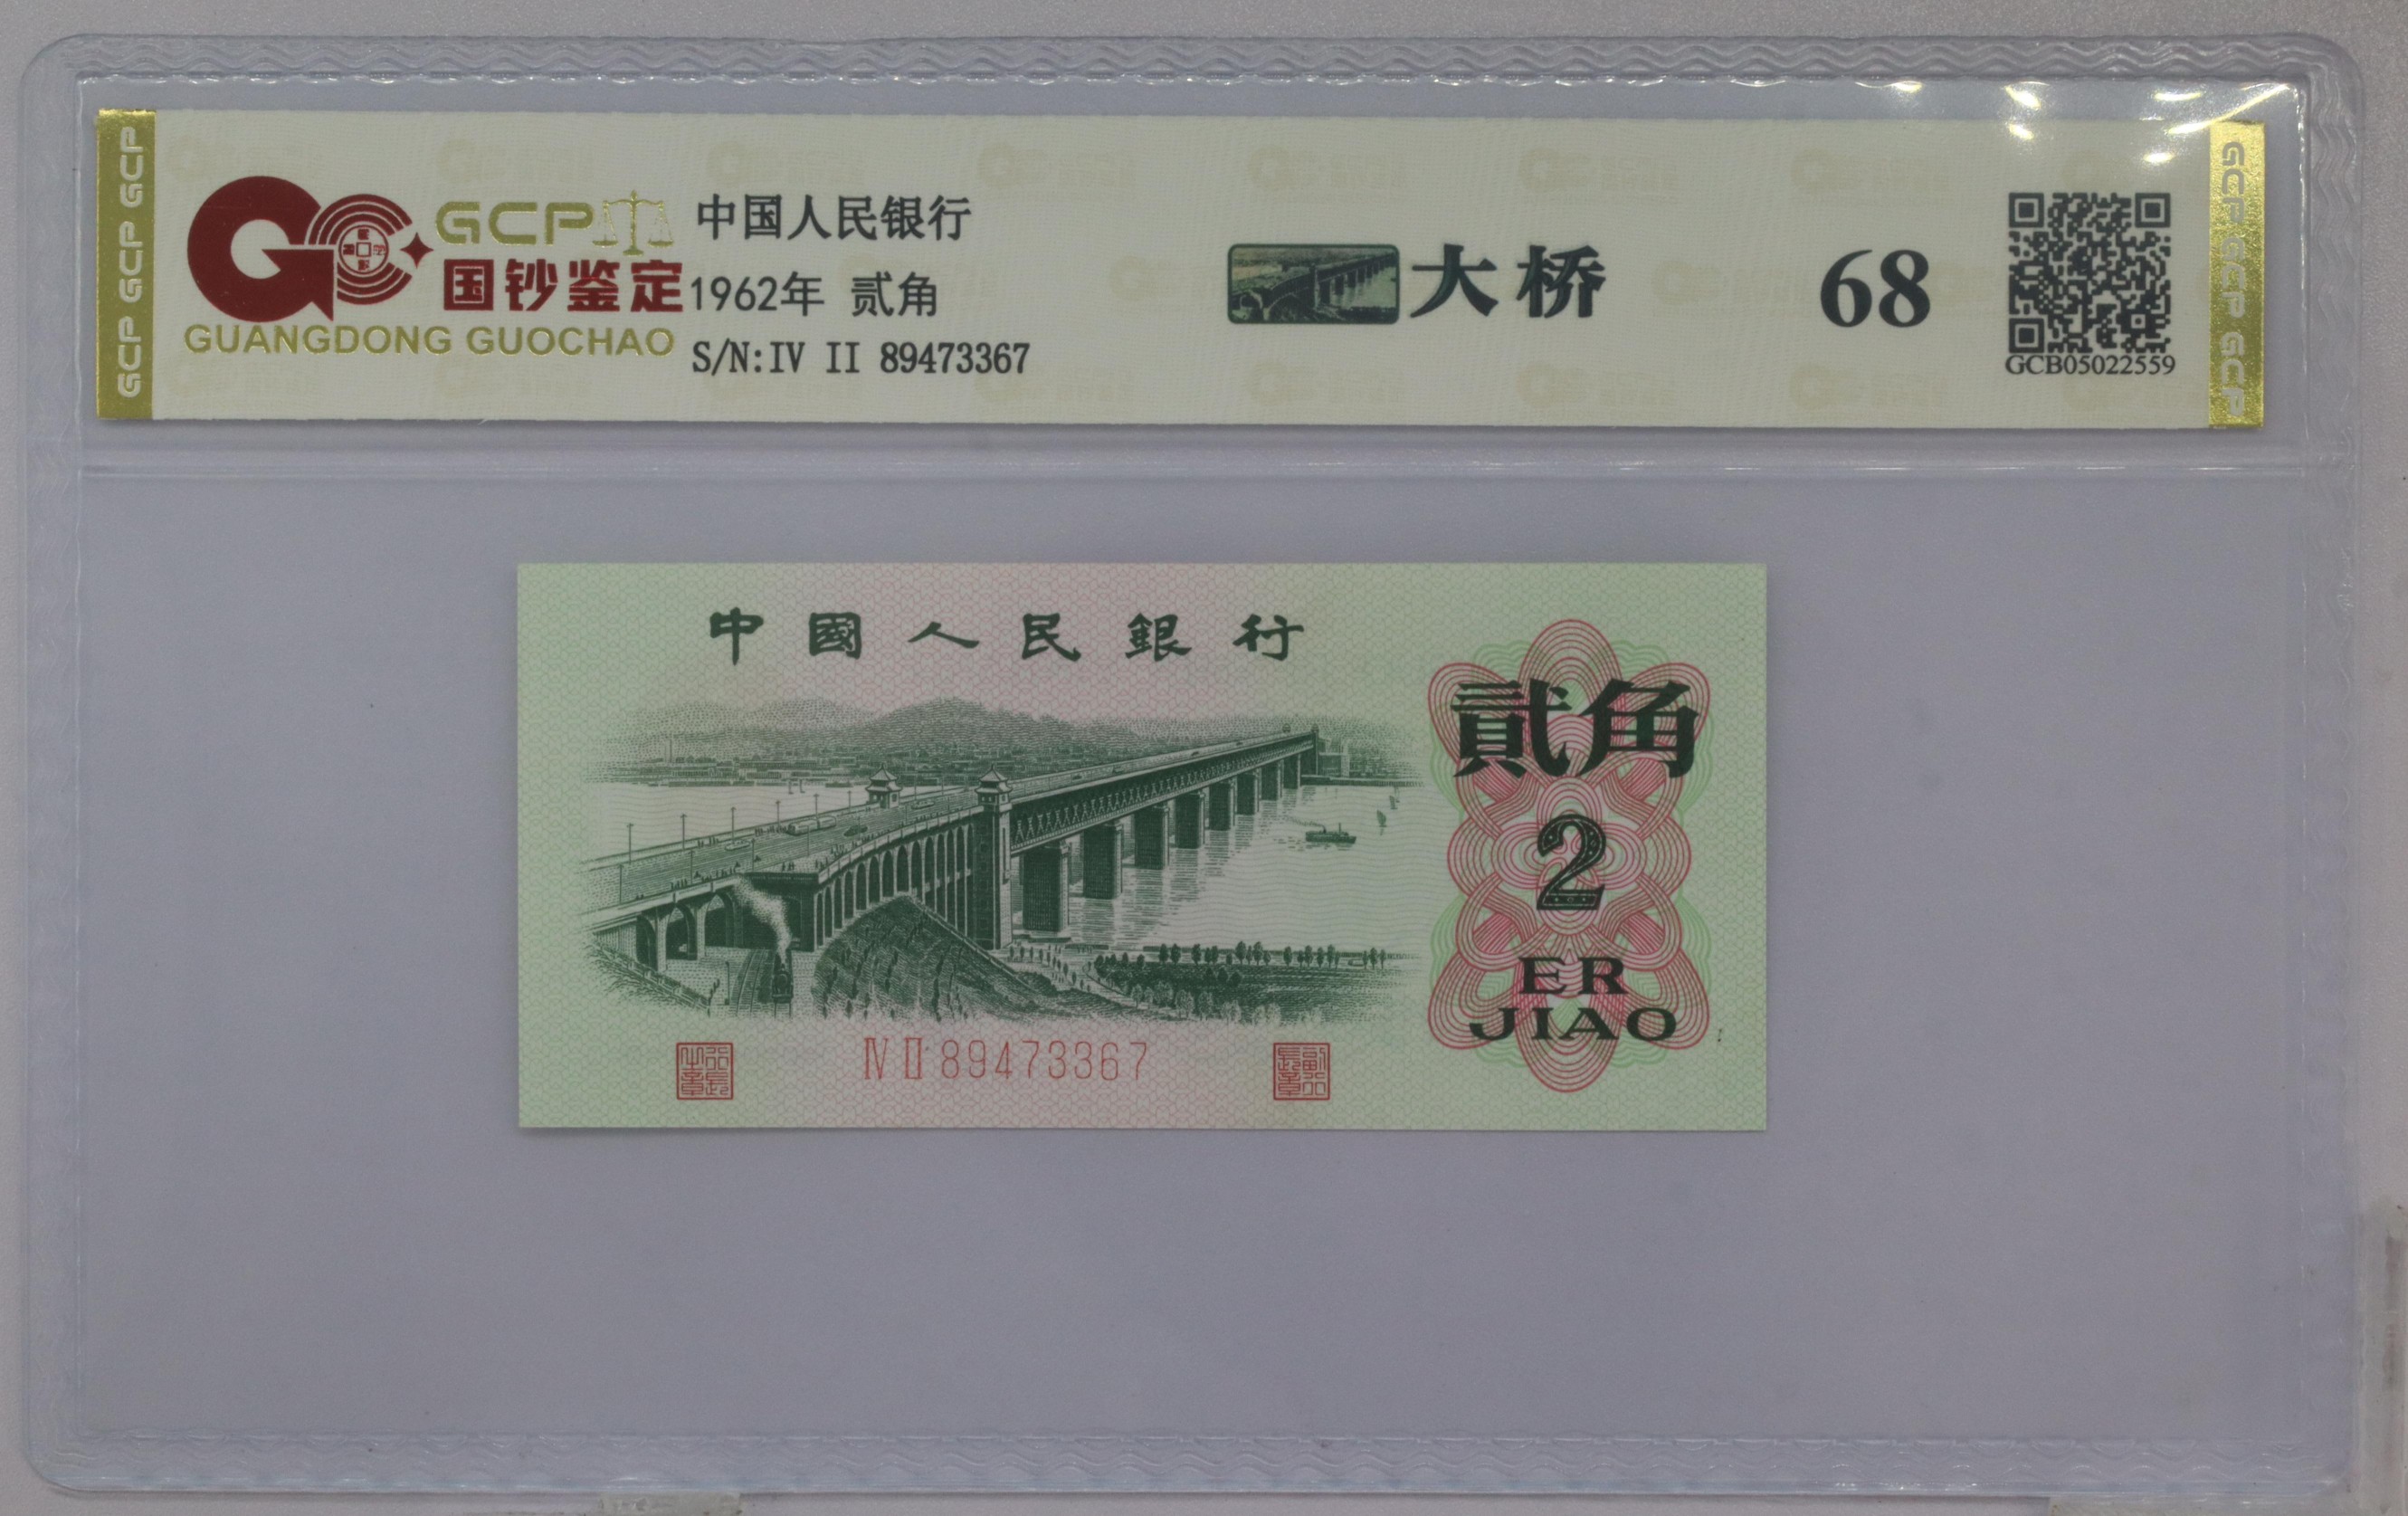 GCP GCP GCP
GCP
国钞鉴定
GUANGDONG GUOCHAO
中国人民银行
1962年 贰角
S/N:IV II 89473367
大桥
68
GCB05022559
GCP GCP GCP
中國人民銀行
貳角
2
ER
JIAO
IV II 89473367